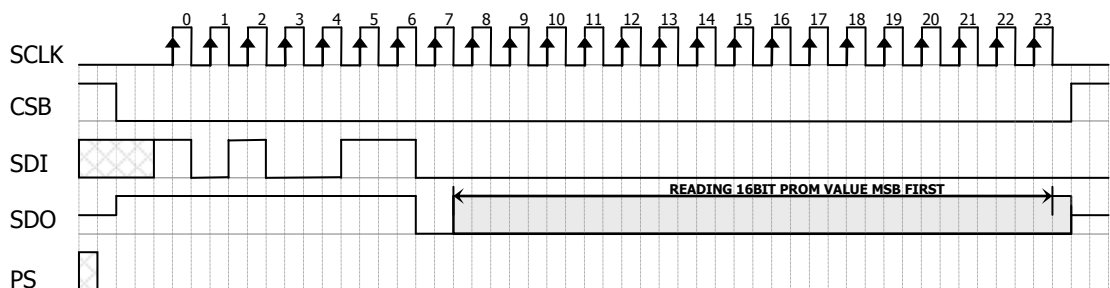 0 1 2 3 4 5 6 7 8 9 10 11 12 13 14 15 16 17 18 19 20 21 22 23
SCLK
CSB
SDI
READING 16BIT PROM VALUE MSB FIRST
SDO
PS